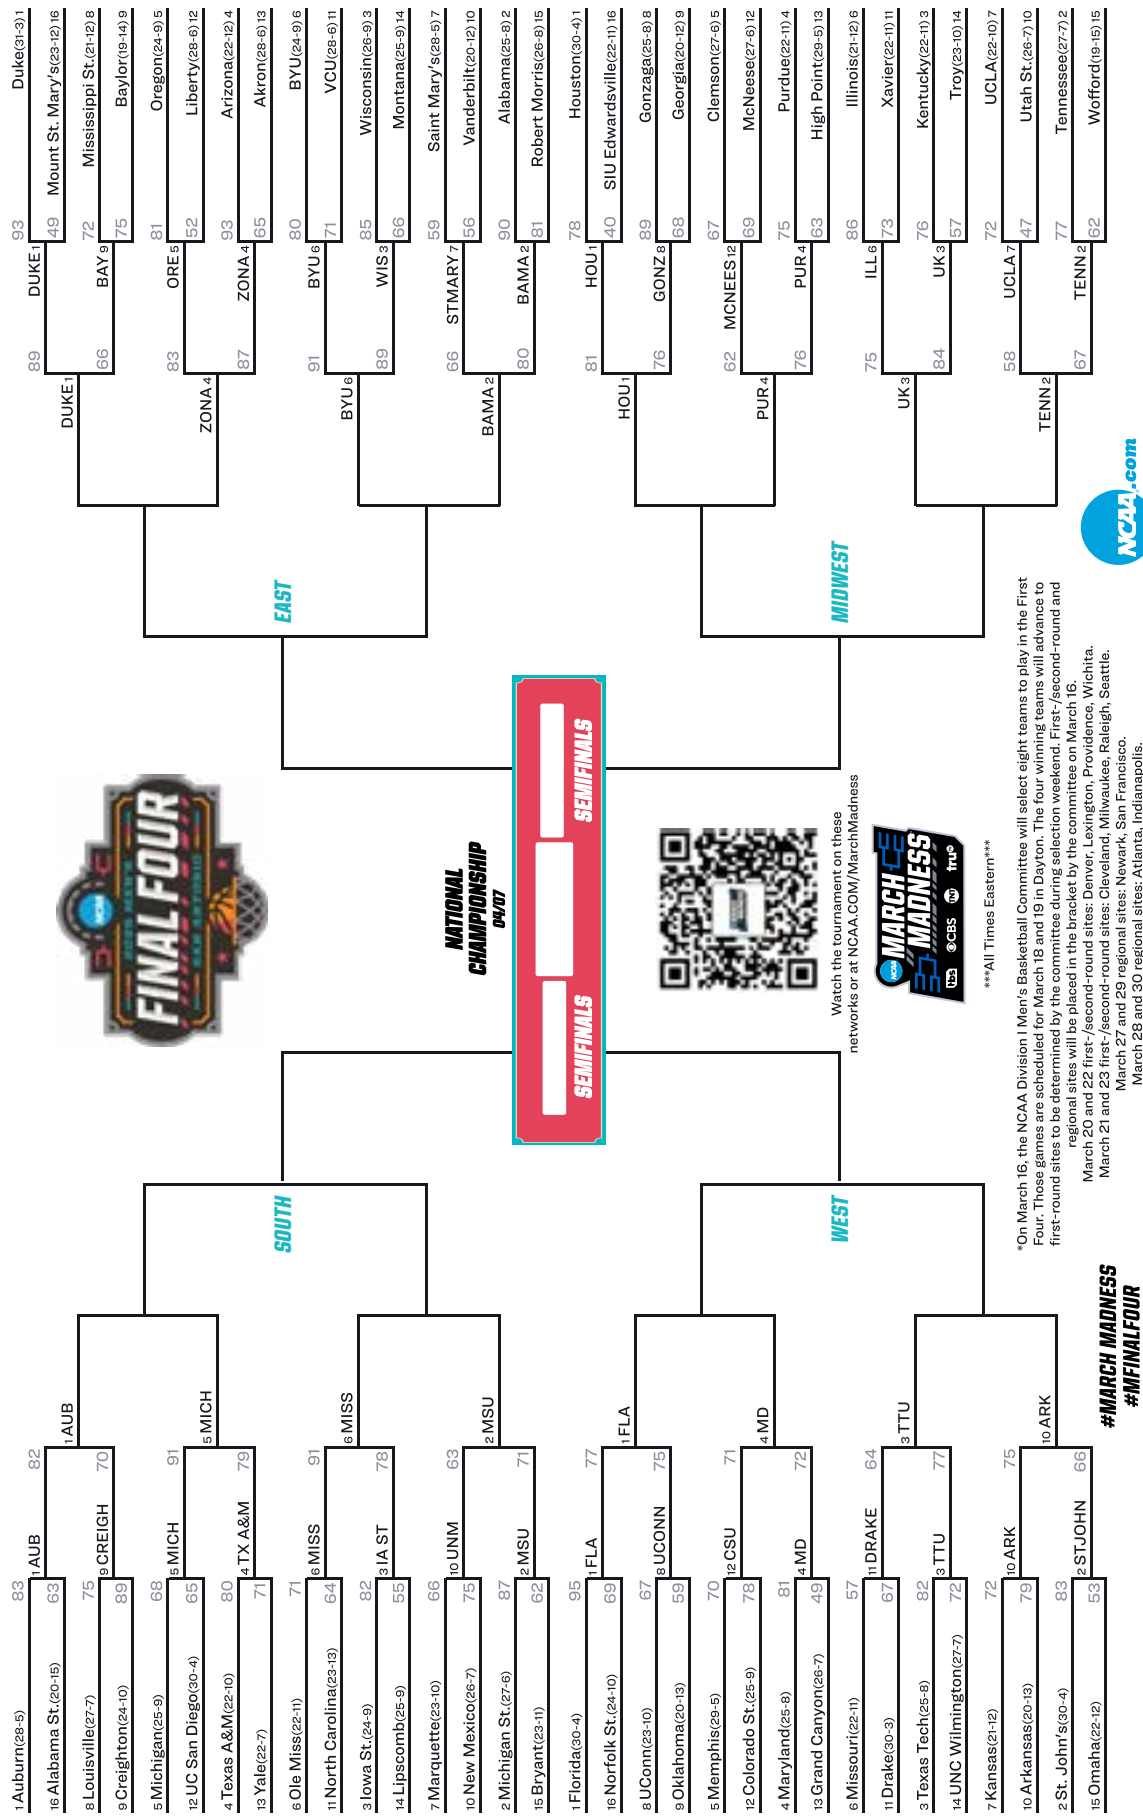 1 Auburn(28-5)
83
16 Alabama St.(20-15)
63
1 AUB
82
8 Louisville(27-7)
75
9 Creighton(24-10)
89
9 CREIGH
70
1 AUB
5 Michigan(25-9)
68
12 UC San Diego(30-4)
65
5 MICH
91
4 Texas A&M(22-10)
80
13 Yale(22-7)
71
4 TX A&M
79
5 MICH
6 Ole Miss(22-11)
71
11 North Carolina(23-13)
64
6 MISS
91
3 Iowa St.(24-9)
82
14 Lipscomb(25-9)
55
3 IA ST
78
6 MISS
7 Marquette(23-10)
66
10 New Mexico(26-7)
75
10 UNM
63
2 Michigan St.(27-6)
87
15 Bryant(23-11)
62
2 MSU
71
2 MSU
SOUTH
1 Florida(30-4)
95
16 Norfolk St.(24-10)
69
1 FLA
77
8 UConn(23-10)
67
9 Oklahoma(20-13)
59
8 UCONN
75
1 FLA
5 Memphis(29-5)
70
12 Colorado St.(25-9)
78
12 CSU
71
4 Maryland(25-8)
81
13 Grand Canyon(26-7)
49
4 MD
72
4 MD
6 Missouri(22-11)
57
11 Drake(30-3)
67
11 DRAKE
64
3 Texas Tech(25-8)
82
14 UNC Wilmington(27-7)
72
3 TTU
77
3 TTU
7 Kansas(21-12)
72
10 Arkansas(20-13)
79
10 ARK
75
2 St. John's(30-4)
83
15 Omaha(22-12)
53
2 STJOHN
66
10 ARK
WEST
FINAL FOUR
NATIONAL
CHAMPIONSHIP
04/07
SEMIFINALS
SEMIFINALS
Watch the tournament on these
networks or at NCAA.COM/MarchMadness
NCAA
MARCH
MADNESS
tbs CBS TNT tru
***All Times Eastern***
Duke(31-3) 1
93
Mount St. Mary's(23-12) 16
49
DUKE 1
89
Mississippi St.(21-12) 8
72
Baylor(19-14) 9
75
BAY 9
66
DUKE 1
Oregon(24-9) 5
81
Liberty(28-6) 12
52
ORE 5
83
Arizona(22-12) 4
93
Akron(28-6) 13
65
ZONA 4
87
ZONA 4
BYU(24-9) 6
80
VCU(28-6) 11
71
BYU 6
91
Wisconsin(26-9) 3
85
Montana(25-9) 14
66
WIS 3
89
BYU 6
Saint Mary's(28-5) 7
59
Vanderbilt(20-12) 10
56
STMARY 7
66
Alabama(25-8) 2
90
Robert Morris(26-8) 15
81
BAMA 2
80
BAMA 2
EAST
Houston(30-4) 1
78
SIU Edwardsville(22-11) 16
40
HOU 1
81
Gonzaga(25-8) 8
89
Georgia(20-12) 9
68
GONZ 8
76
HOU 1
Clemson(27-6) 5
67
McNeese(27-6) 12
69
MCNEES 12
62
Purdue(22-11) 4
75
High Point(29-5) 13
63
PUR 4
76
PUR 4
Illinois(21-12) 6
86
Xavier(22-11) 11
73
ILL 6
75
Kentucky(22-11) 3
76
Troy(23-10) 14
57
UK 3
84
UK 3
UCLA(22-10) 7
72
Utah St.(26-7) 10
47
UCLA 7
58
Tennessee(27-7) 2
77
Wofford(19-15) 15
62
TENN 2
67
TENN 2
MIDWEST
*On March 16, the NCAA Division I Men's Basketball Committee will select eight teams to play in the First
Four. Those games are scheduled for March 18 and 19 in Dayton. The four winning teams will advance to
first-round sites to be determined by the committee during selection weekend. First-/second-round and
regional sites will be placed in the bracket by the committee on March 16.
March 20 and 22 first-/second-round sites: Denver, Lexington, Providence, Wichita.
March 21 and 23 first-/second-round sites: Cleveland, Milwaukee, Raleigh, Seattle.
March 27 and 29 regional sites: Newark, San Francisco.
March 28 and 30 regional sites: Atlanta, Indianapolis.
#MARCH MADNESS
#MFINALFOUR
NCAA.com